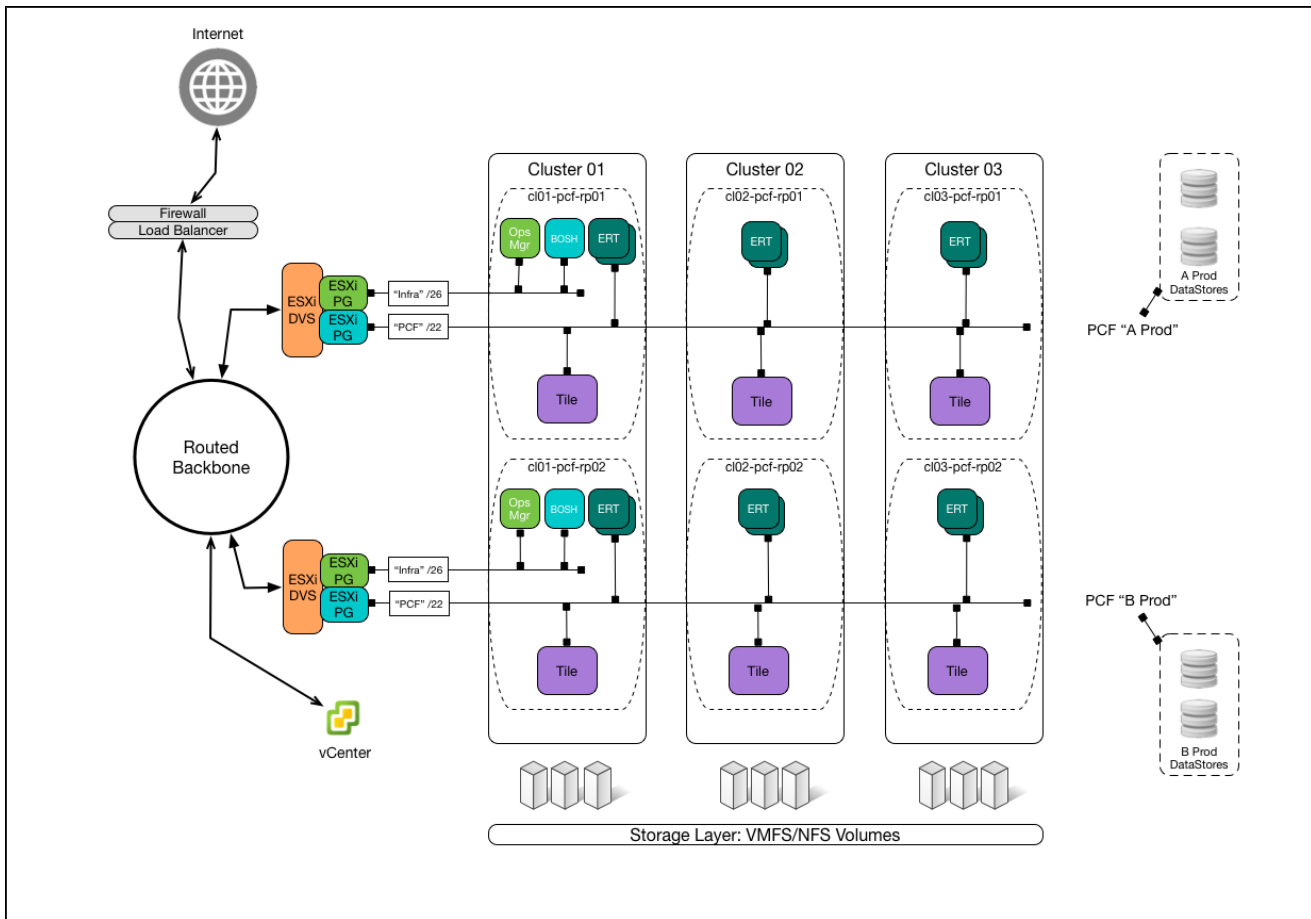 Internet
Firewall
Load Balancer
Cluster 01
Cluster 02
Cluster 03
cl01-pcf-rp01
cl02-pcf-rp01
cl03-pcf-rp01
Ops
Mgr
BOSH
ERT
ERT
ERT
A Prod
DataStores
ESXi
DVS
ESXi
PG
ESXi
PG
“Infra” /26
“PCF” /22
PCF “A Prod”
Tile
Tile
Tile
Routed
Backbone
cl01-pcf-rp02
cl02-pcf-rp02
cl03-pcf-rp02
Ops
Mgr
BOSH
ERT
ERT
ERT
ESXi
DVS
ESXi
PG
ESXi
PG
“Infra” /26
“PCF” /22
PCF “B Prod”
Tile
Tile
Tile
vCenter
B Prod
DataStores
Storage Layer: VMFS/NFS Volumes